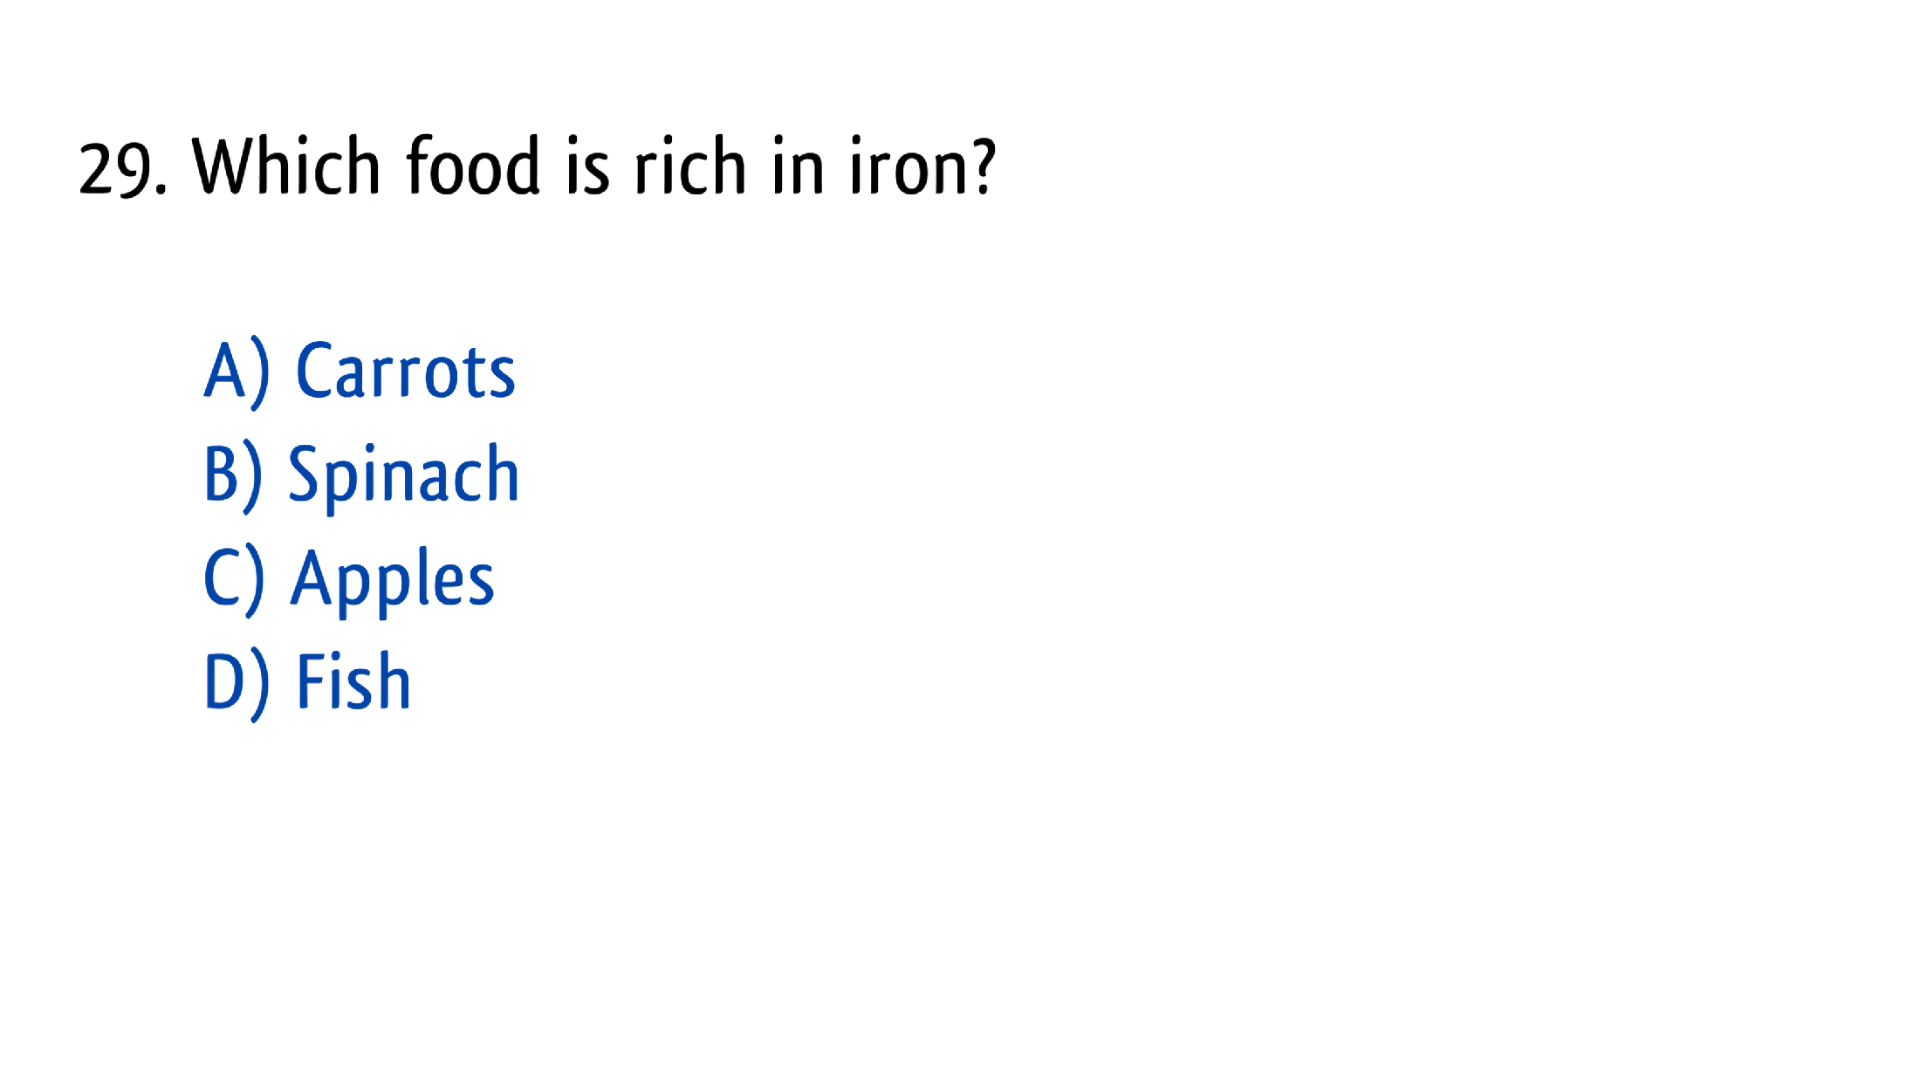 29. Which food is rich in iron?
A) Carrots
B) Spinach
C) Apples
D) Fish